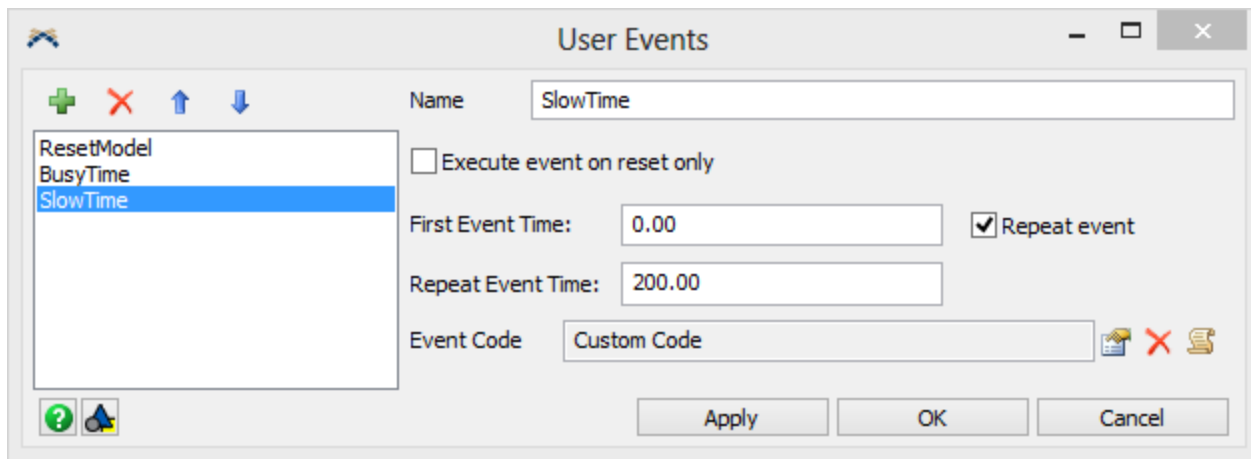 User Events
Name SlowTime
ResetModel
BusyTime
SlowTime
Execute event on reset only
First Event Time: 0.00 Repeat event
Repeat Event Time: 200.00
Event Code Custom Code
Apply OK Cancel